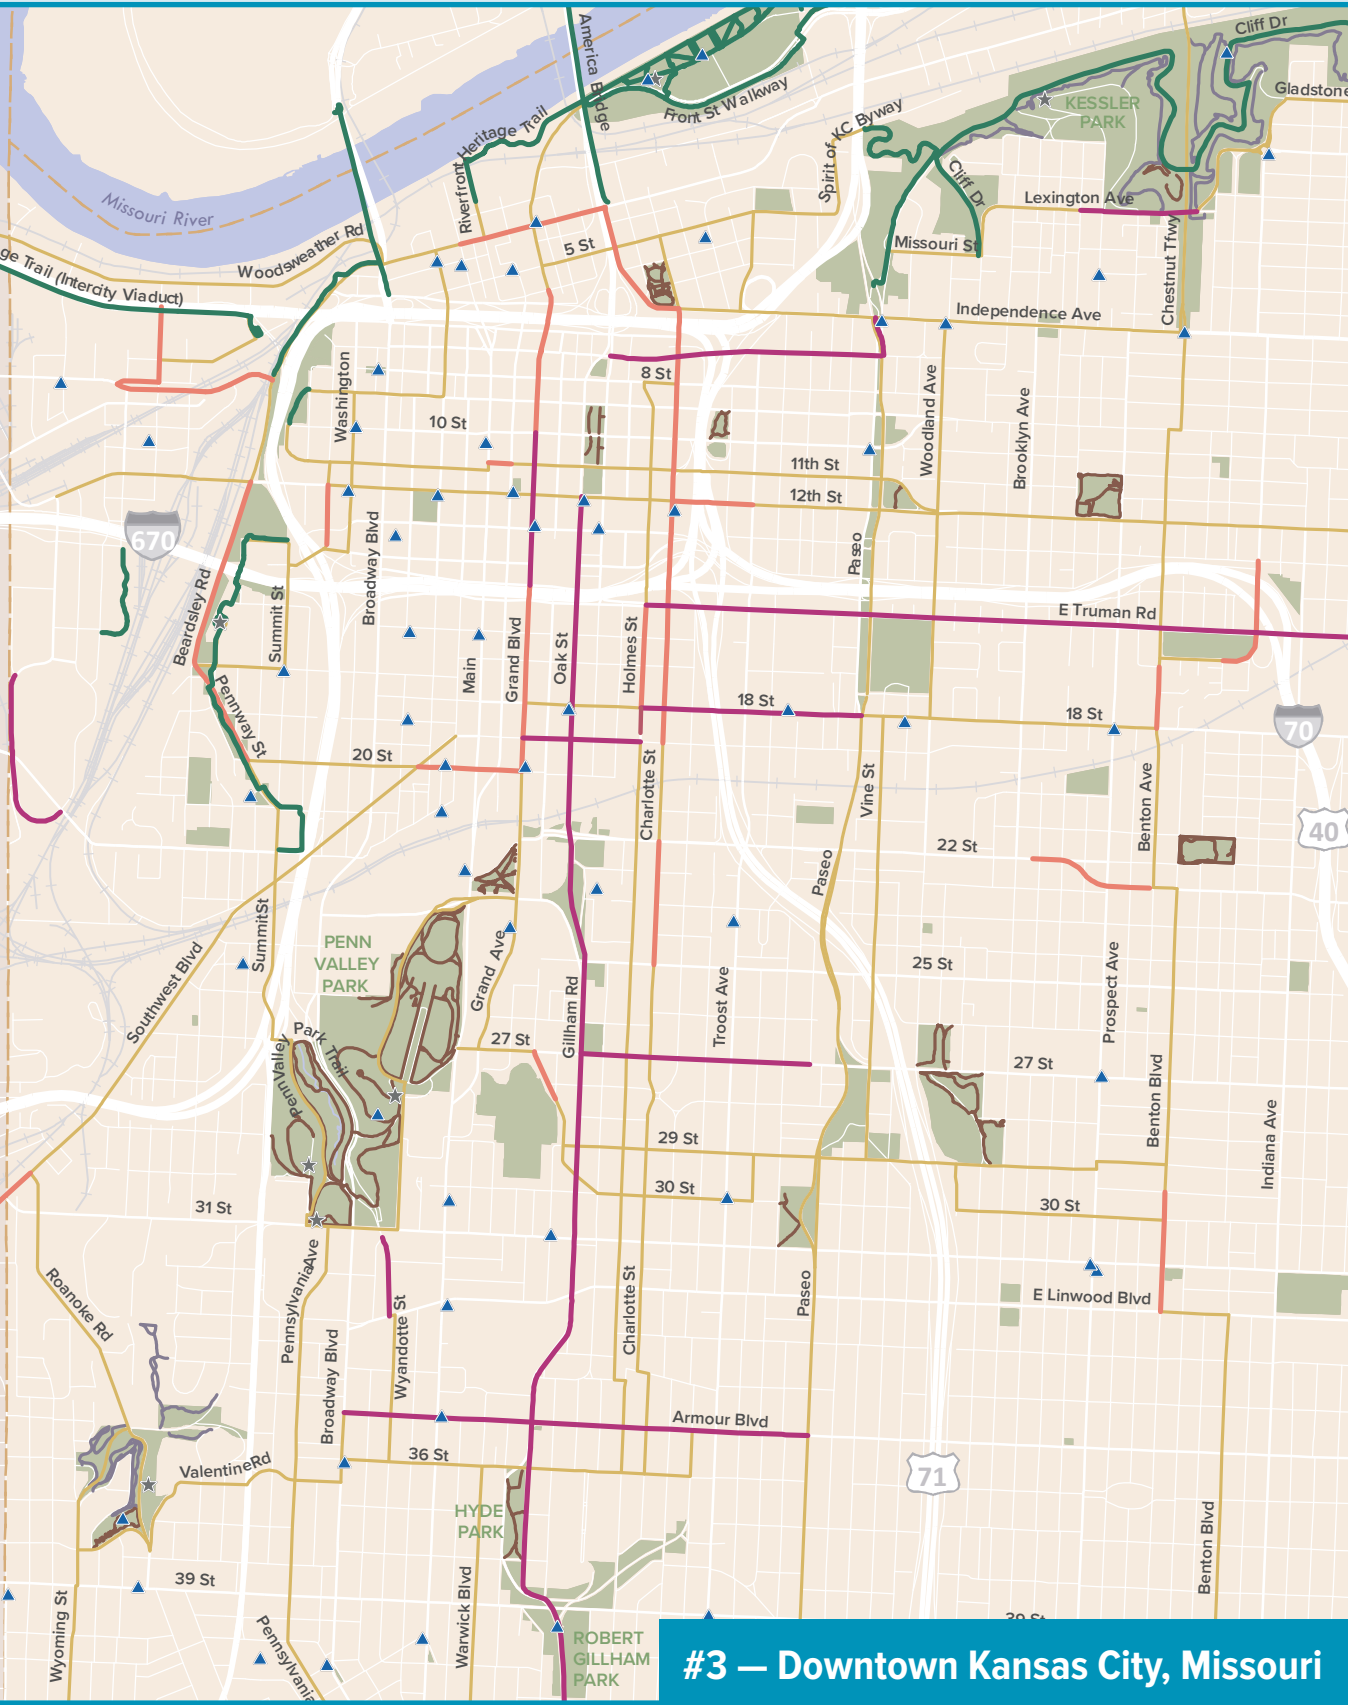 Cliff Dr
America Bridge
Gladstone
KESSLER
PARK
Front St Walkway
Riverfront Heritage Trail
Spirit of KC Byway
Cliff Dr
Lexington Ave
Missouri River
Missouri St
5 St
Woodsweather Rd
ge Trail (Intercity Viaduct)
Chestnut Tfwy
Independence Ave
8 St
Washington
Woodland Ave
Brooklyn Ave
10 St
11th St
12th St
670
Broadway Blvd
Paseo
Beardsley Rd
Summit St
E Truman Rd
Main
Grand Blvd
Oak St
Holmes St
Pennway St
18 St
18 St
70
20 St
Charlotte St
Vine St
Benton Ave
40
22 St
Paseo
Summit St
PENN
VALLEY
PARK
Southwest Blvd
Grand Ave
25 St
Gillham Rd
Troost Ave
Prospect Ave
Penn Valley Park Trail
27 St
27 St
Benton Blvd
Indiana Ave
29 St
30 St
30 St
31 St
Roanoke Rd
Pennsylvania Ave
Wyandotte St
Charlotte St
Paseo
E Linwood Blvd
Broadway Blvd
Armour Blvd
36 St
Valentine Rd
71
HYDE
PARK
Benton Blvd
39 St
Wyoming St
Pennsylvania
Warwick Blvd
39 St
ROBERT
GILLHAM
PARK
#3 — Downtown Kansas City, Missouri